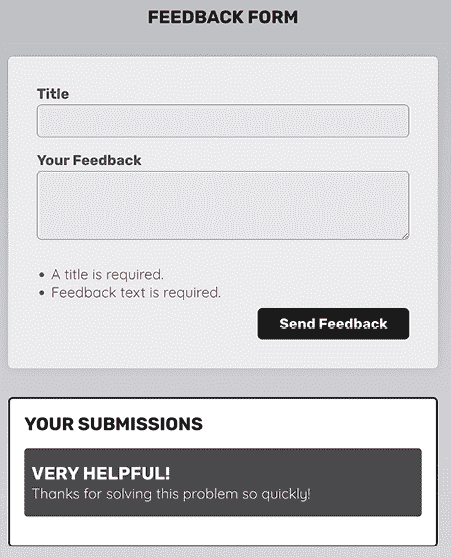 FEEDBACK FORM
Title
Your Feedback
• A title is required.
• Feedback text is required.
Send Feedback
YOUR SUBMISSIONS
VERY HELPFUL!
Thanks for solving this problem so quickly!